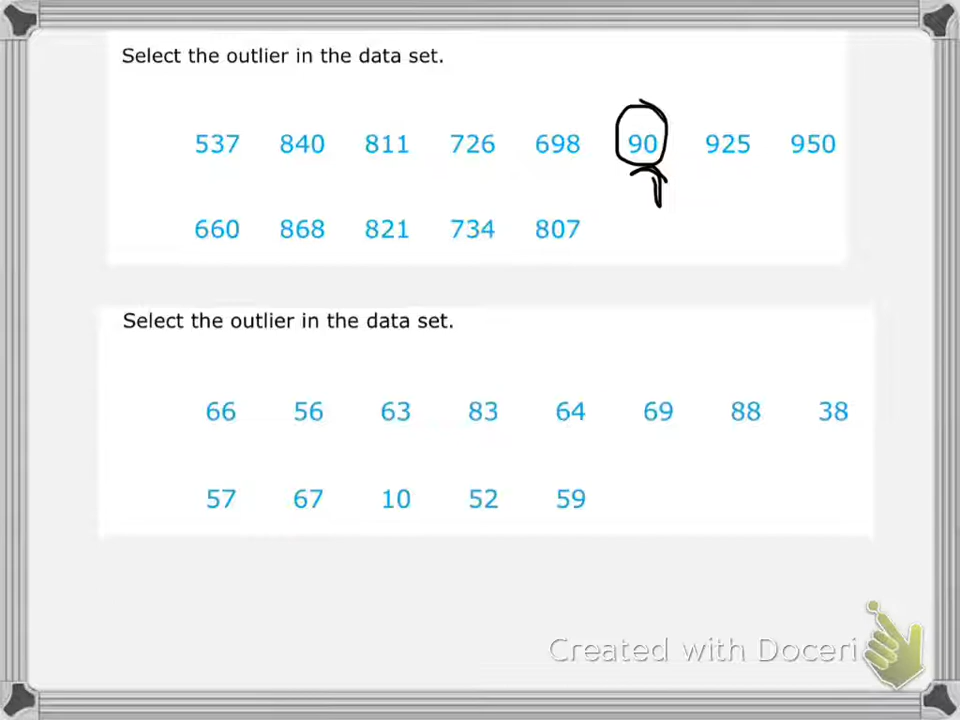 Select the outlier in the data set.
537 840 811 726 698 90 925 950
660 868 821 734 807
Select the outlier in the data set.
66 56 63 83 64 69 88 38
57 67 10 52 59
Created with Doceri